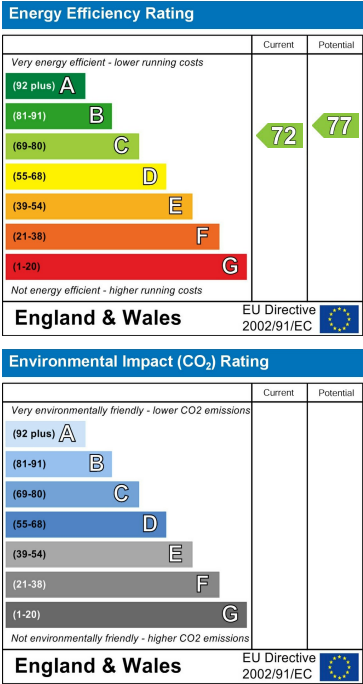 Energy Efficiency Rating
Current Potential
Very energy efficient - lower running costs
(92 plus) A
(81-91) B
(69-80) C
72 77
(55-68) D
(39-54) E
(21-38) F
(1-20) G
Not energy efficient - higher running costs
England & Wales
EU Directive
2002/91/EC
Environmental Impact (CO₂) Rating
Current Potential
Very environmentally friendly - lower CO2 emissions
(92 plus) A
(81-91) B
(69-80) C
(55-68) D
(39-54) E
(21-38) F
(1-20) G
Not environmentally friendly - higher CO2 emissions
England & Wales
EU Directive
2002/91/EC